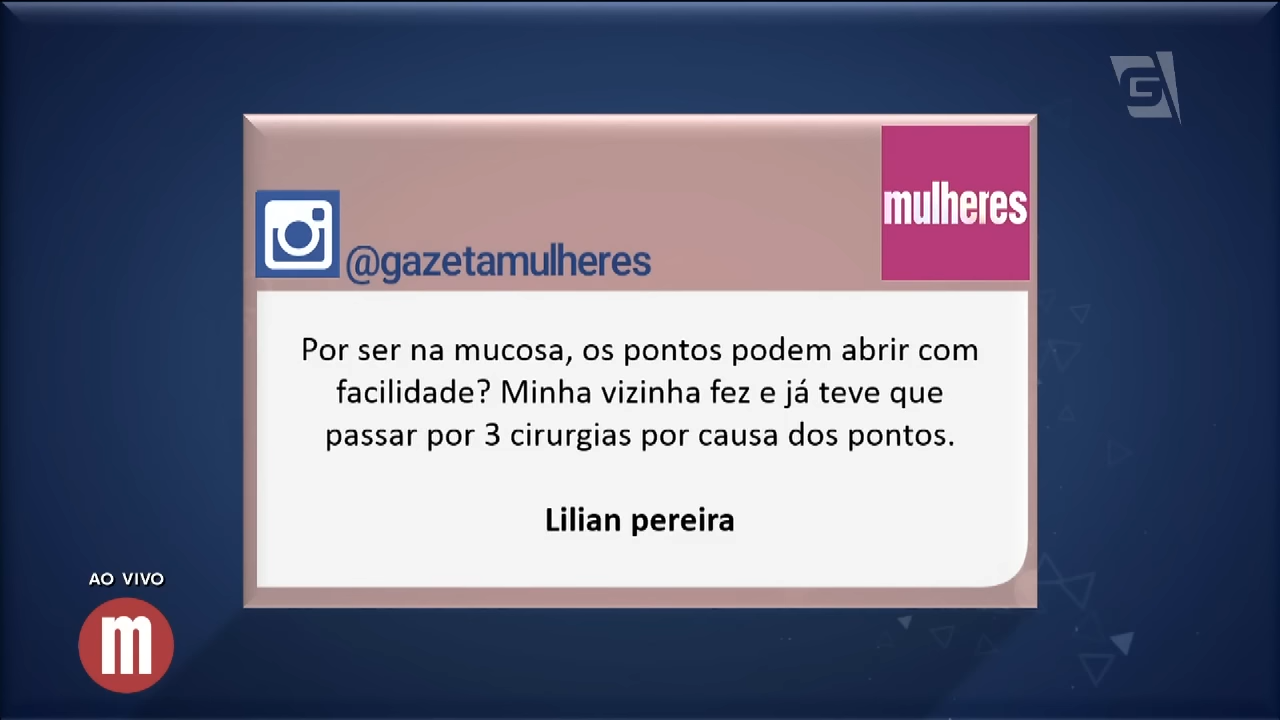 mulheres
@gazetamulheres
Por ser na mucosa, os pontos podem abrir com
facilidade? Minha vizinha fez e já teve que
passar por 3 cirurgias por causa dos pontos.
Lilian pereira
AO VIVO
m
G